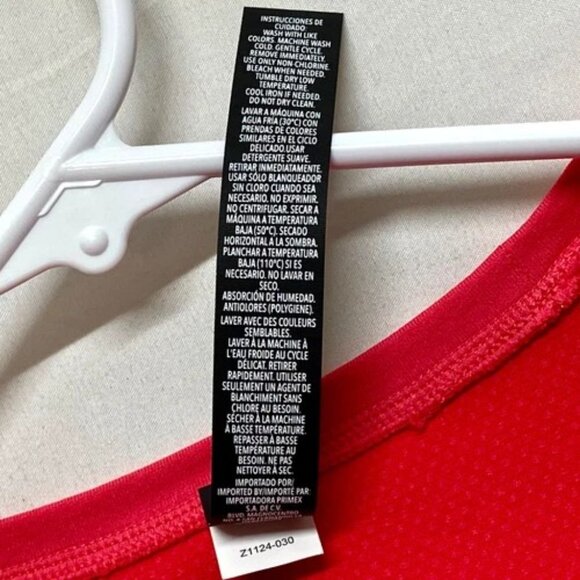 INSTRUCCIONES DE
CUIDADO:
WASH WITH LIKE
COLORS. MACHINE WASH
COLD. GENTLE CYCLE.
REMOVE IMMEDIATELY.
USE ONLY NON-CHLORINE.
BLEACH WHEN NEEDED.
TUMBLE DRY LOW
TEMPERATURE.
COOL IRON IF NEEDED.
DO NOT DRY CLEAN.
LAVAR A MÁQUINA CON
AGUA FRÍA (30°C) CON
PRENDAS DE COLORES
SIMILARES EN EL CICLO
DELICADO.USAR
DETERGENTE SUAVE.
RETIRAR INMEDIATAMENTE.
USAR SÓLO BLANQUEADOR
SIN CLORO CUANDO SEA
NECESARIO. NO EXPRIMIR.
NO CENTRIFUGAR. SECAR A
MÁQUINA A TEMPERATURA
BAJA (50°C). SECADO
HORIZONTAL A LA SOMBRA.
PLANCHAR A TEMPERATURA
BAJA (110°C) SI ES
NECESARIO. NO LAVAR EN
SECO.
ABSORCIÓN DE HUMEDAD.
ANTIOLORES (POLYGIENE).
LAVER AVEC DES COULEURS
SEMBLABLES.
LAVER À LA MACHINE À
L'EAU FROIDE AU CYCLE
DÉLICAT. RETIRER
RAPIDEMENT. UTILISER
SEULEMENT UN AGENT DE
BLANCHIMENT SANS
CHLORE AU BESOIN.
SÉCHER À LA MACHINE
À BASSE TEMPÉRATURE.
REPASSER À BASSE
TEMPÉRATURE AU
BESOIN. NE PAS
NETTOYER À SEC.
IMPORTADO POR/
IMPORTED BY/IMPORTÉ PAR:
IMPORTADORA PRIMEX
S.A. DE C.V.
BLVD. MAGNOCENTRO
Z1124-030